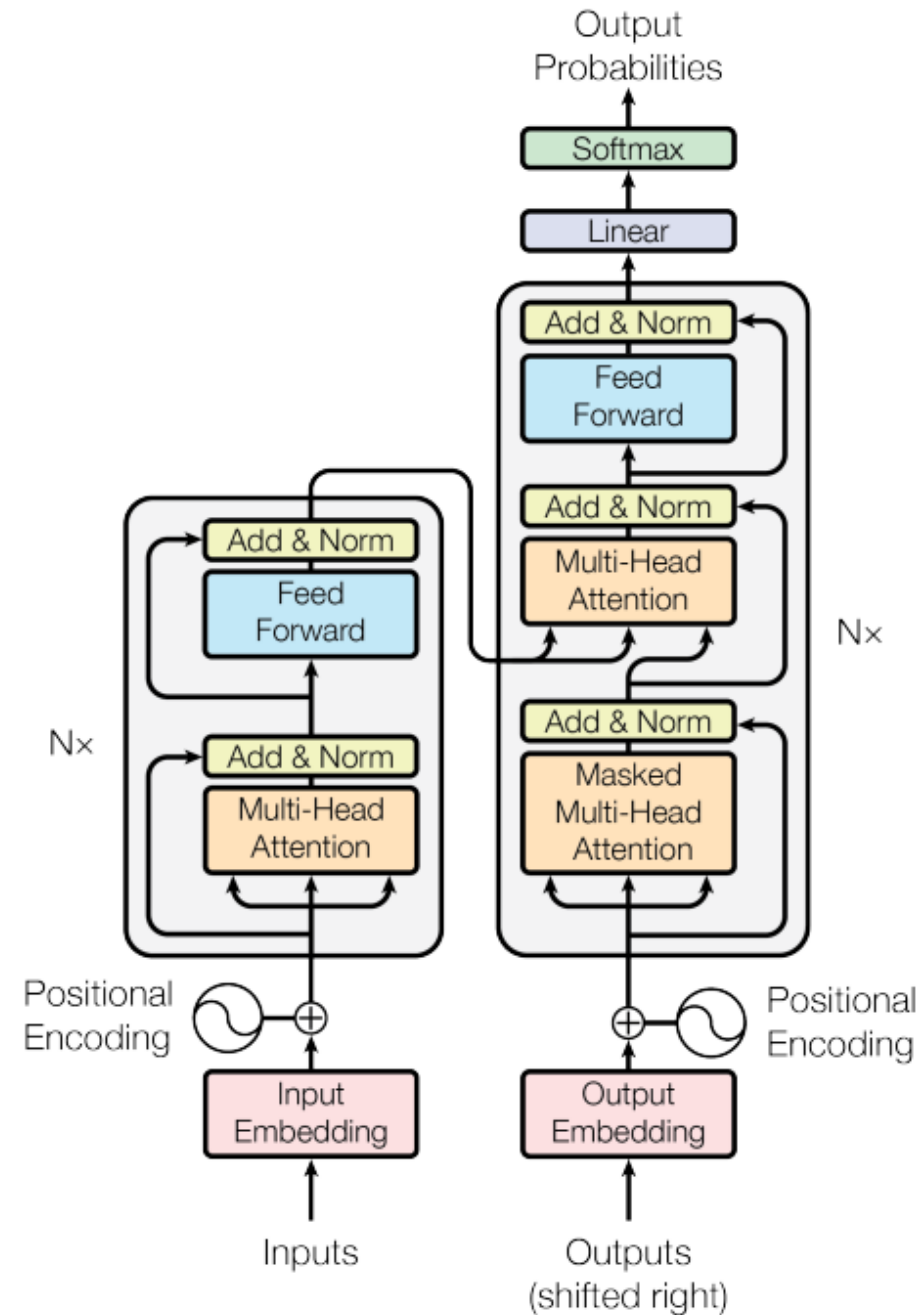 Output
Probabilities
Softmax
Linear
Add & Norm
Feed
Forward
Add & Norm
Multi-Head
Attention
Add & Norm
Masked
Multi-Head
Attention
Nx
Add & Norm
Feed
Forward
Add & Norm
Multi-Head
Attention
Nx
Positional
Encoding
Positional
Encoding
Input
Embedding
Output
Embedding
Inputs
Outputs
(shifted right)